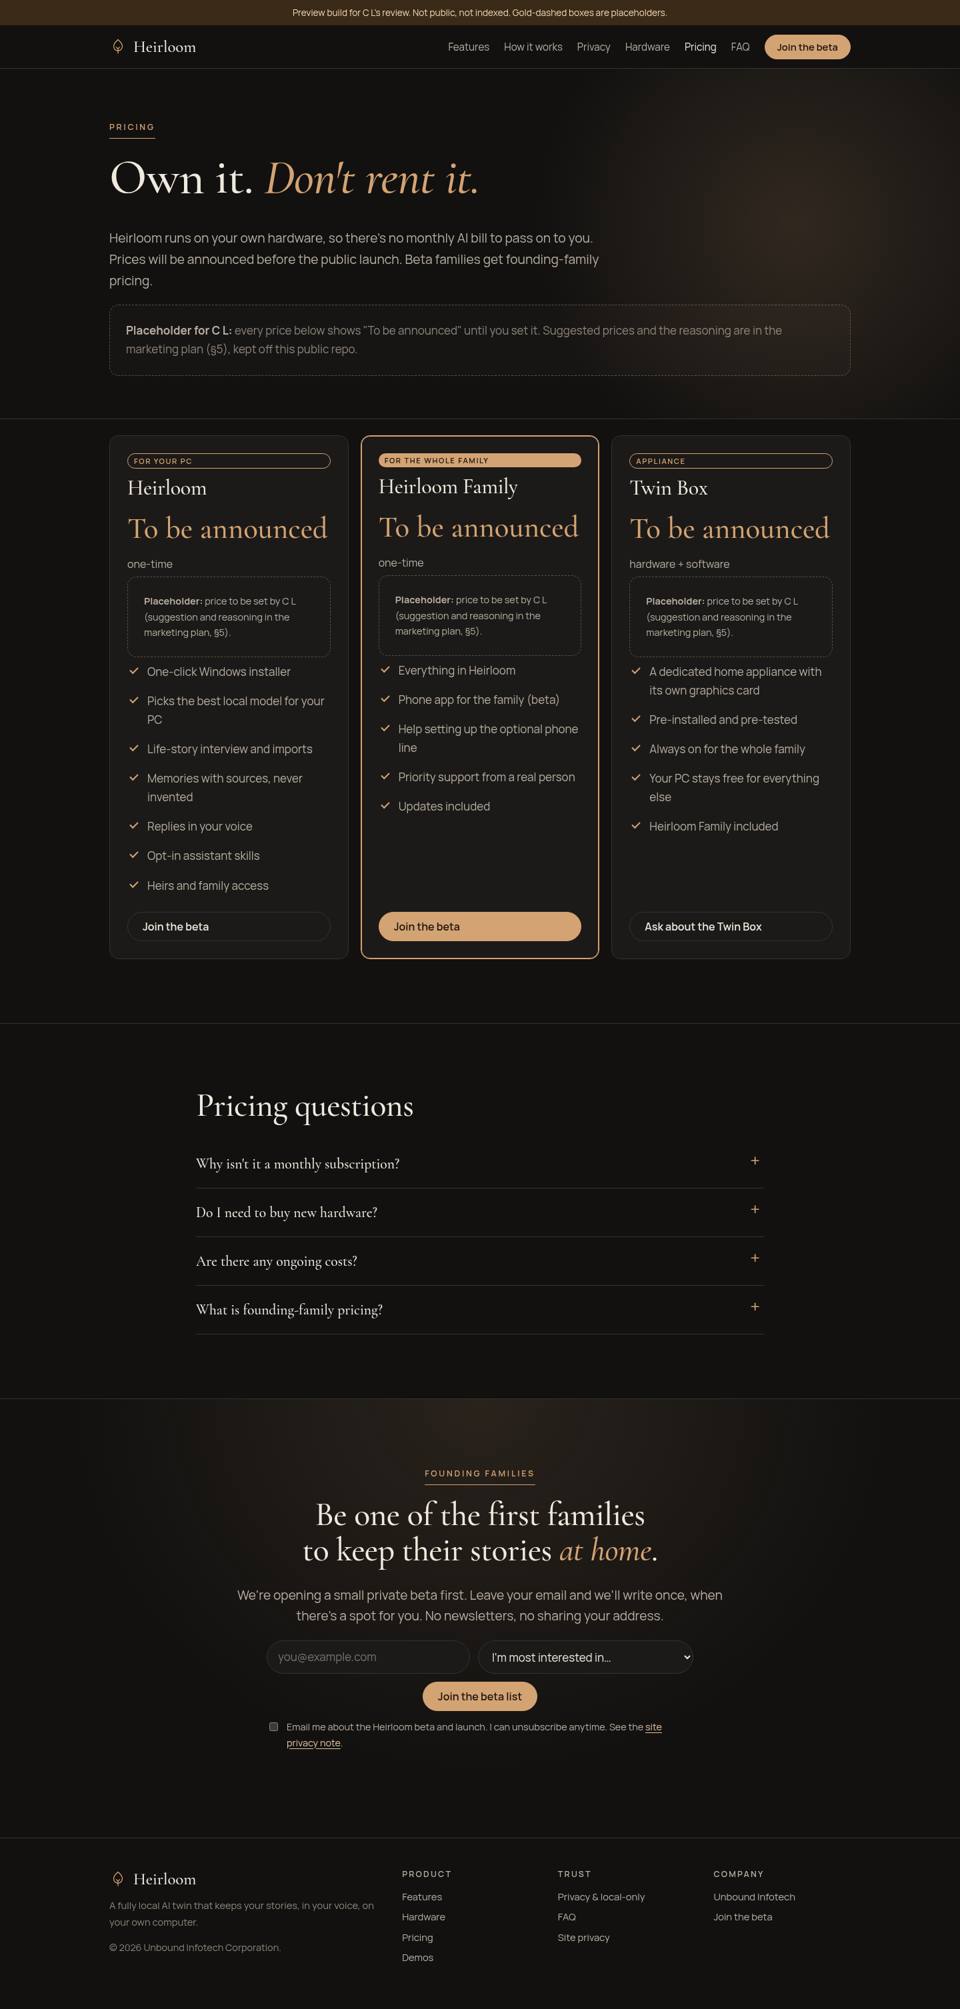 Preview build for C L's review. Not public, not indexed. Gold-dashed boxes are placeholders.
Heirloom
Features
How it works
Privacy
Hardware
Pricing
FAQ
Join the beta
PRICING
Own it. Don't rent it.
Heirloom runs on your own hardware, so there's no monthly AI bill to pass on to you.
Prices will be announced before the public launch. Beta families get founding-family
pricing.
Placeholder for C L: every price below shows "To be announced" until you set it. Suggested prices and the reasoning are in the
marketing plan (§5), kept off this public repo.
FOR YOUR PC
Heirloom
To be announced
one-time
Placeholder: price to be set by C L
(suggestion and reasoning in the
marketing plan, §5).
One-click Windows installer
Picks the best local model for your
PC
Life-story interview and imports
Memories with sources, never
invented
Replies in your voice
Opt-in assistant skills
Heirs and family access
Join the beta
FOR THE WHOLE FAMILY
Heirloom Family
To be announced
one-time
Placeholder: price to be set by C L
(suggestion and reasoning in the
marketing plan, §5).
Everything in Heirloom
Phone app for the family (beta)
Help setting up the optional phone
line
Priority support from a real person
Updates included
Join the beta
APPLIANCE
Twin Box
To be announced
hardware + software
Placeholder: price to be set by C L
(suggestion and reasoning in the
marketing plan, §5).
A dedicated home appliance with
its own graphics card
Pre-installed and pre-tested
Always on for the whole family
Your PC stays free for everything
else
Heirloom Family included
Ask about the Twin Box
Pricing questions
Why isn't it a monthly subscription?
Do I need to buy new hardware?
Are there any ongoing costs?
What is founding-family pricing?
FOUNDING FAMILIES
Be one of the first families
to keep their stories at home.
We're opening a small private beta first. Leave your email and we'll write once, when
there's a spot for you. No newsletters, no sharing your address.
you@example.com
I'm most interested in...
Join the beta list
Email me about the Heirloom beta and launch. I can unsubscribe anytime. See the site
privacy note.
Heirloom
A fully local AI twin that keeps your stories, in your voice, on
your own computer.
© 2026 Unbound Infotech Corporation.
PRODUCT
Features
Hardware
Pricing
Demos
TRUST
Privacy & local-only
FAQ
Site privacy
COMPANY
Unbound Infotech
Join the beta